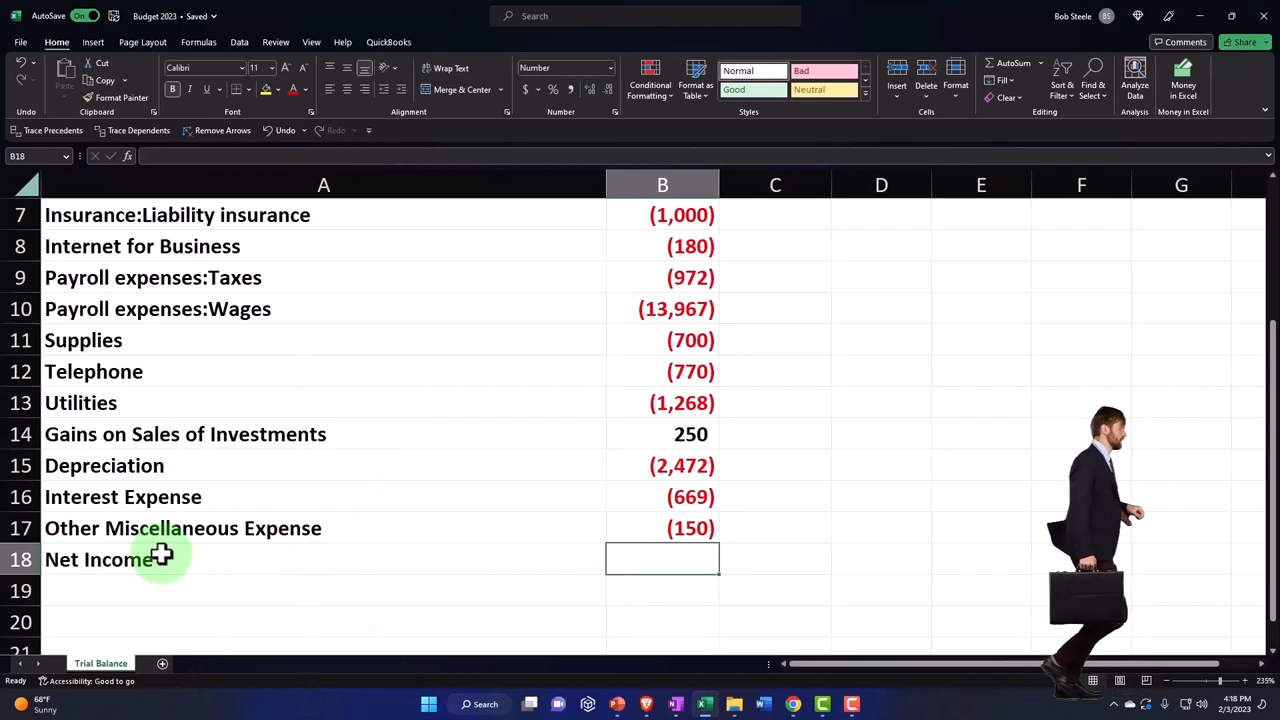 AutoSave On Budget 2023 • Saved Search Bob Steele BS
File Home Insert Page Layout Formulas Data Review View Help QuickBooks Comments Share
Cut Calibri 11 Wrap Text Number Normal Bad AutoSum
Copy Paste Conditional Formatting Format as Table Insert Delete Format Fill Sort & Filter Find & Select Analyze Data Money in Excel
Format Painter B I U Merge & Center $ % Good Neutral Clear
Undo Clipboard Font Alignment Number Styles Cells Editing Analysis Money in Excel
Trace Precedents Trace Dependents Remove Arrows Undo Redo
B18 fx
A B C D E F G
7 Insurance:Liability insurance (1,000)
8 Internet for Business (180)
9 Payroll expenses:Taxes (972)
10 Payroll expenses:Wages (13,967)
11 Supplies (700)
12 Telephone (770)
13 Utilities (1,268)
14 Gains on Sales of Investments 250
15 Depreciation (2,472)
16 Interest Expense (669)
17 Other Miscellaneous Expense (150)
18 Net Income
19
20
21
Trial Balance
Ready Accessibility: Good to go 235%
68°F Search 4:18 PM
Sunny 2/3/2023